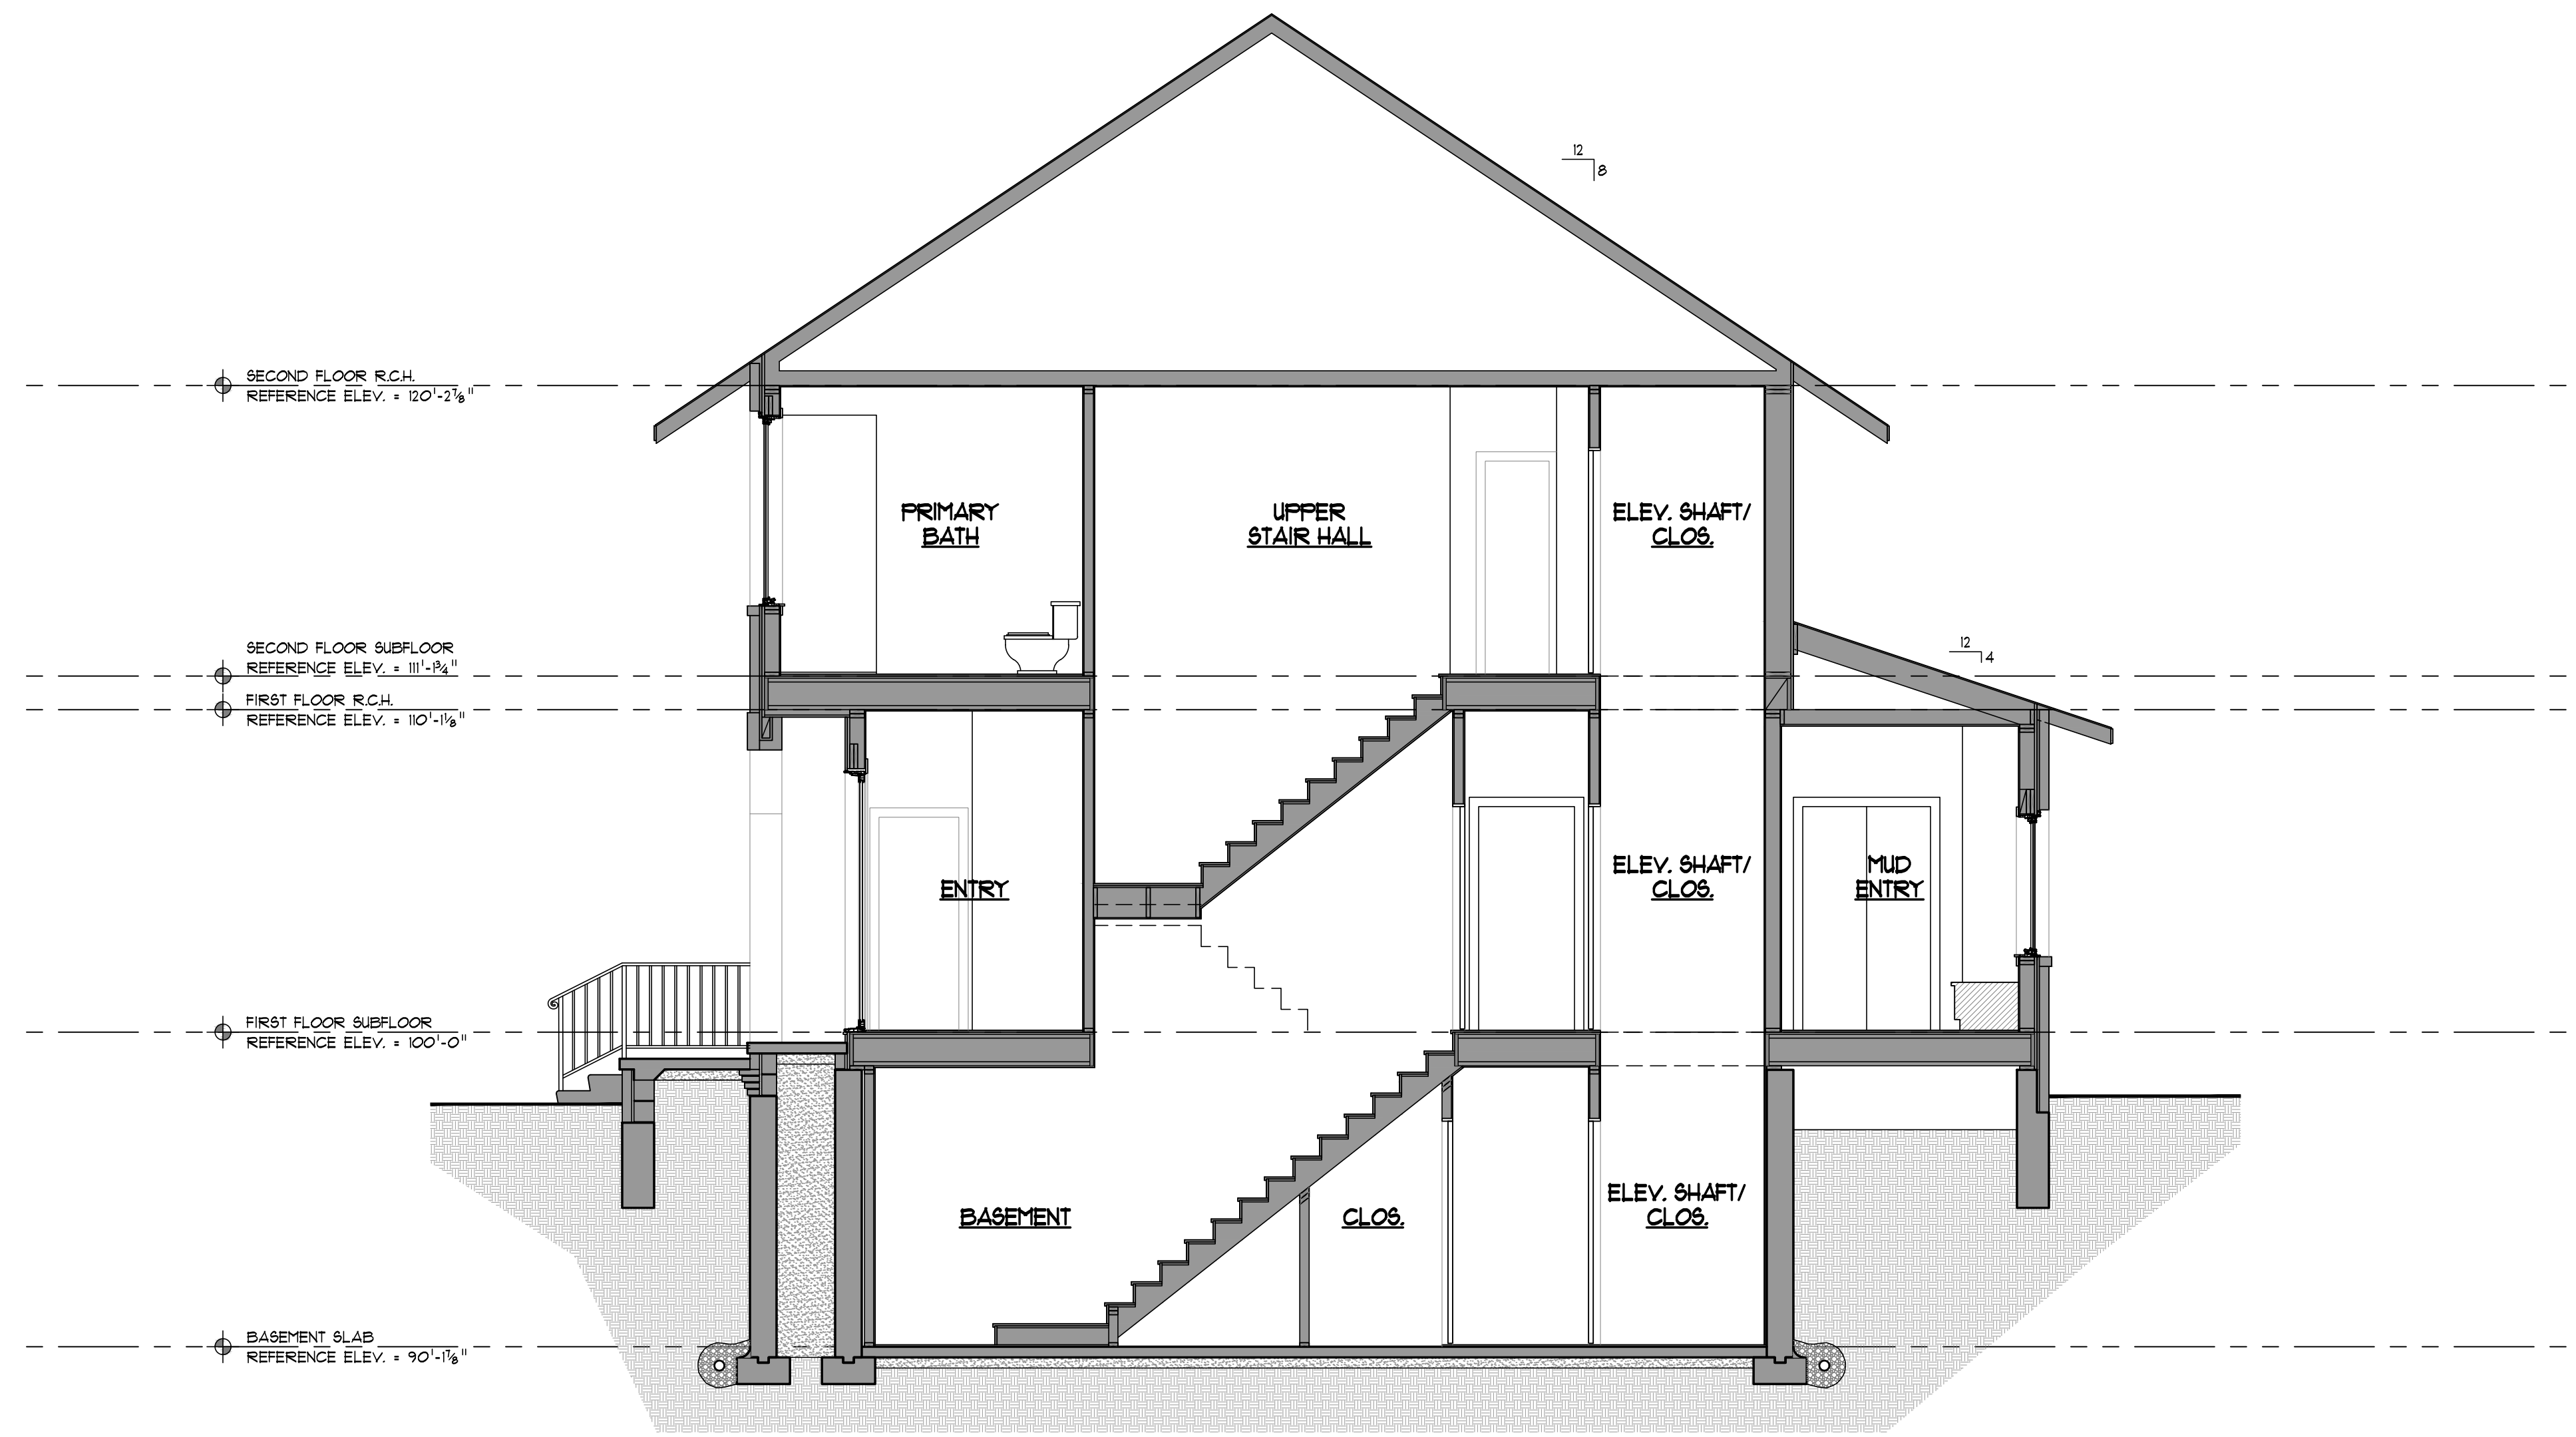 12
8
SECOND FLOOR R.C.H.
REFERENCE ELEV. = 120'-2⅞"
PRIMARY
BATH
UPPER
STAIR HALL
ELEV. SHAFT/
CLOS.
12
4
SECOND FLOOR SUBFLOOR
REFERENCE ELEV. = 111'-1¾"
FIRST FLOOR R.C.H.
REFERENCE ELEV. = 110'-1⅛"
ENTRY
ELEV. SHAFT/
CLOS.
MUD
ENTRY
FIRST FLOOR SUBFLOOR
REFERENCE ELEV. = 100'-0"
BASEMENT
CLOS.
ELEV. SHAFT/
CLOS.
BASEMENT SLAB
REFERENCE ELEV. = 90'-1⅞"